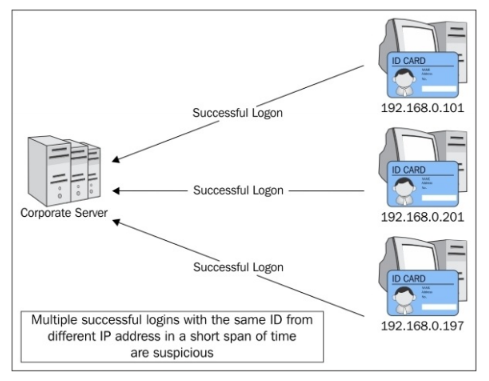 ID CARD
192.168.0.101
Successful Logon
ID CARD
Successful Logon
192.168.0.201
Corporate Server
Successful Logon
ID CARD
192.168.0.197
Multiple successful logins with the same ID from
different IP address in a short span of time
are suspicious